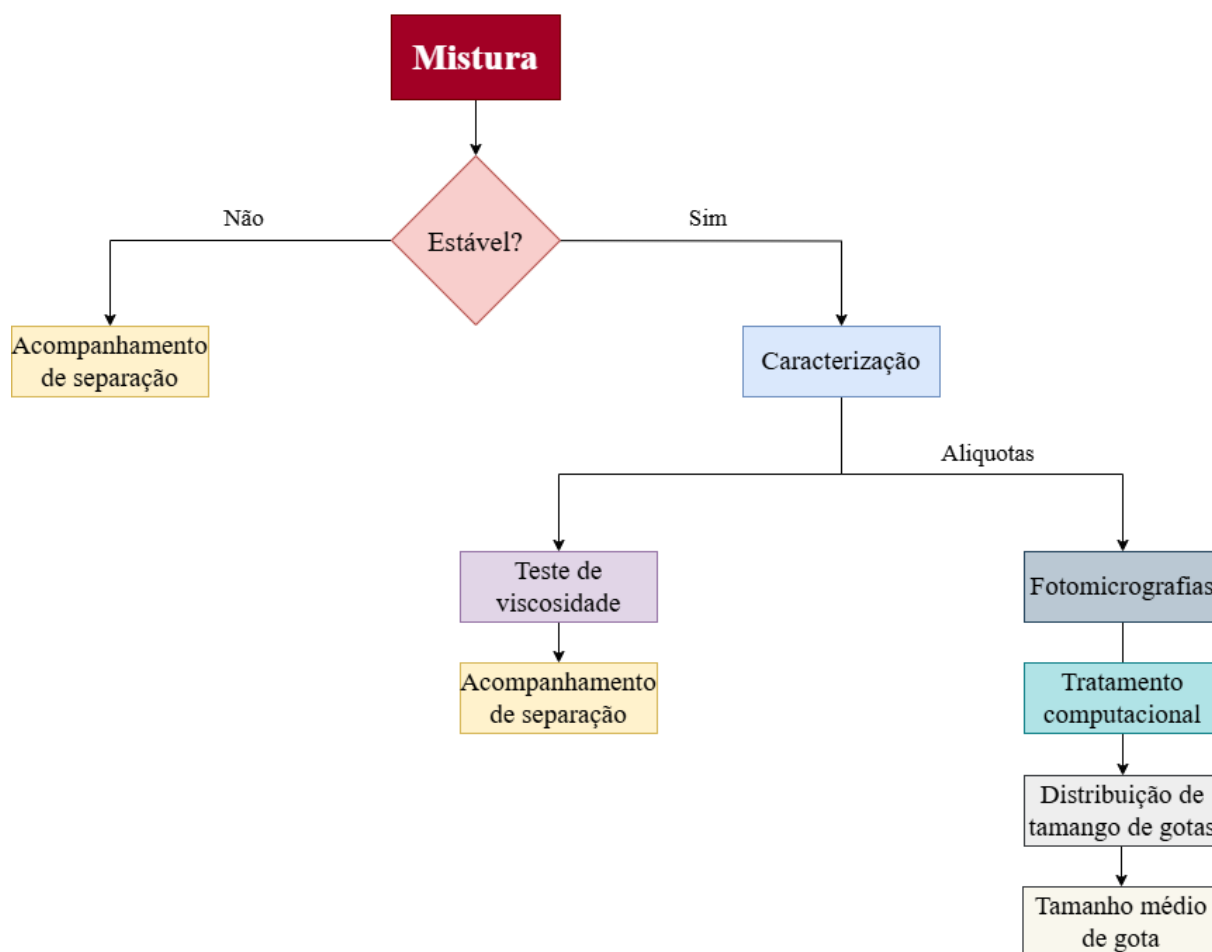 Mistura
Estável?
Não
Sim
Acompanhamento
de separação
Caracterização
Aliquotas
Teste de
viscosidade
Fotomicrografias
Acompanhamento
de separação
Tratamento
computacional
Distribuição de
tamango de gotas
Tamanho médio
de gota